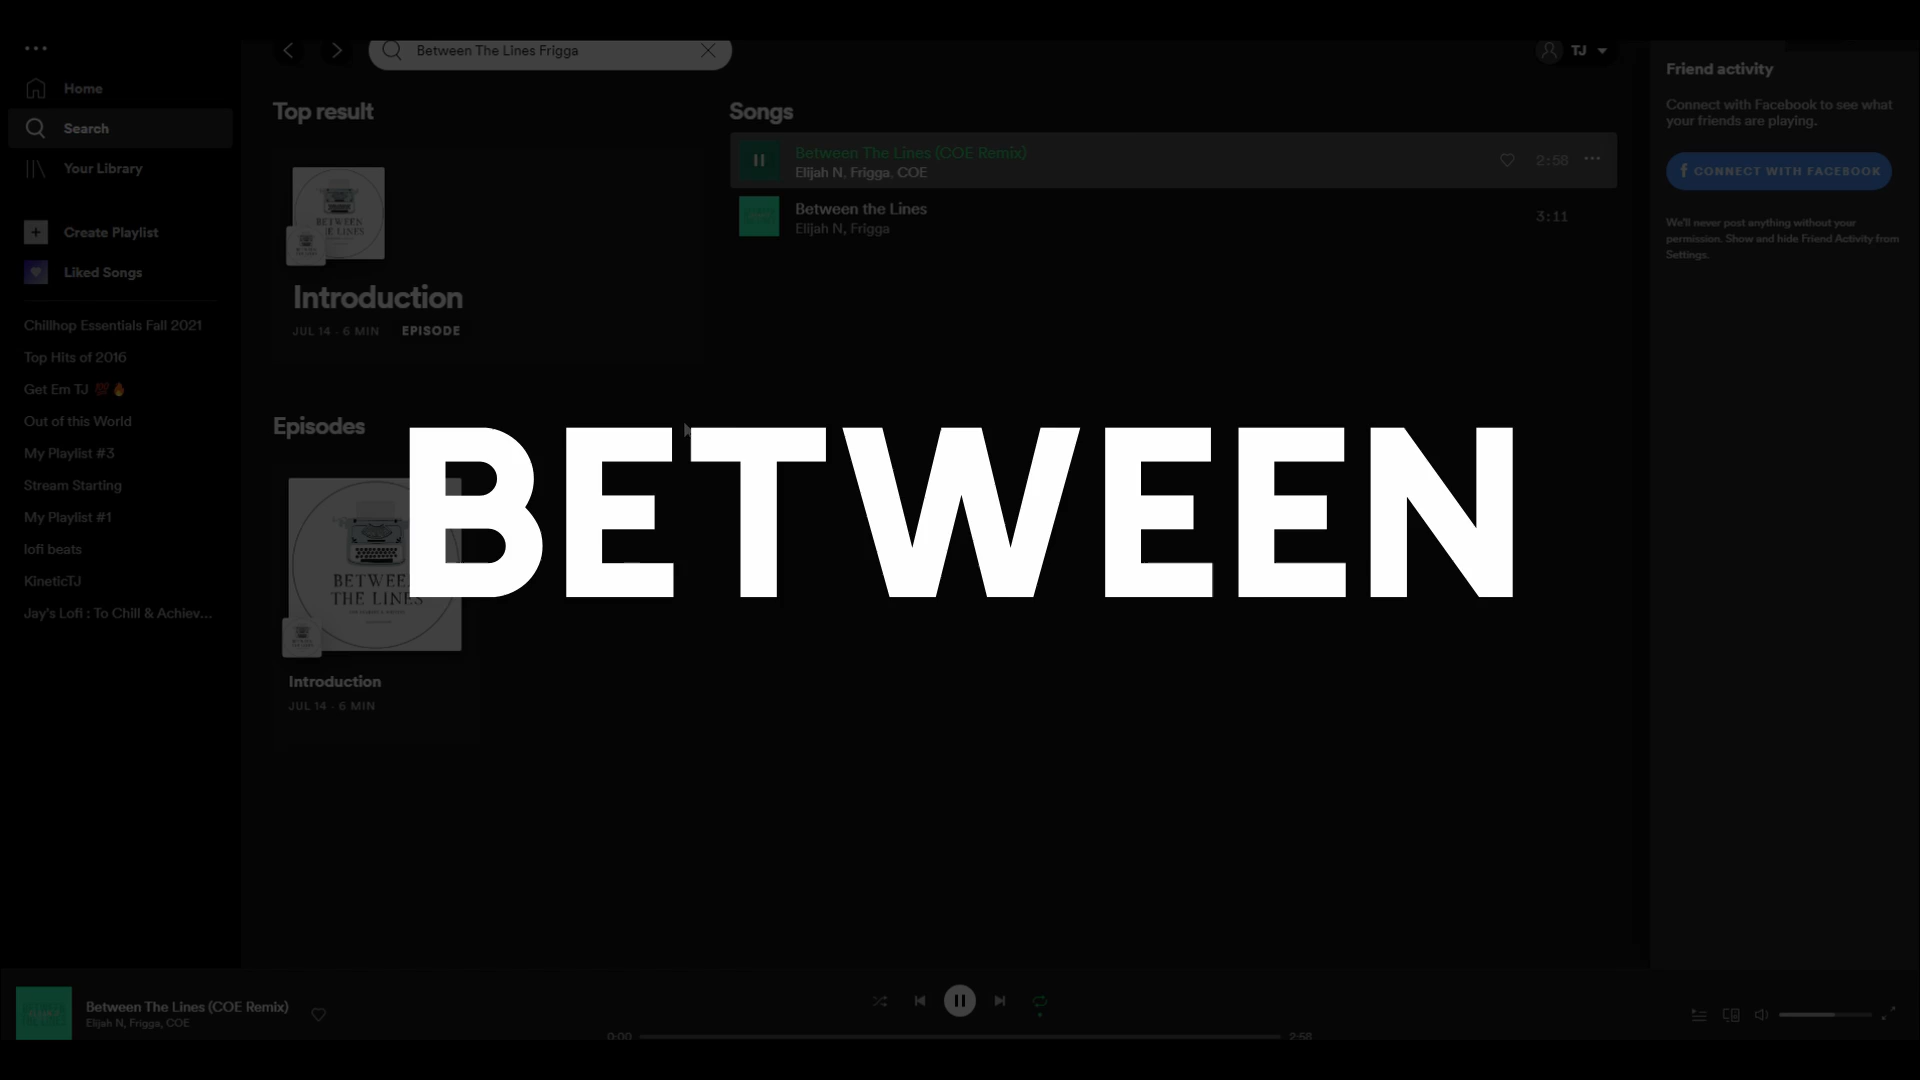 Between The Lines Frigga
TJ
Home
Search
Your Library
Create Playlist
Liked Songs
Chillhop Essentials Fall 2021
Top Hits of 2016
Get Em TJ 💯🔥
Out of this World
My Playlist #3
Stream Starting
My Playlist #1
lofi beats
KineticTJ
Jay's Lofi : To Chill & Achiev...
Top result
BETWEEN
THE LINES
Introduction
JUL 14 · 6 MIN
EPISODE
Songs
Between The Lines (COE Remix)
Elijah N, Frigga, COE
2:58
Between the Lines
Elijah N, Frigga
3:11
Episodes
BETWEEN
THE LINES
Introduction
JUL 14 · 6 MIN
BETWEEN
Friend activity
Connect with Facebook to see what
your friends are playing.
f CONNECT WITH FACEBOOK
We'll never post anything without your
permission. Show and hide Friend Activity from
Settings.
Between The Lines (COE Remix)
Elijah N, Frigga, COE
0:00
2:58